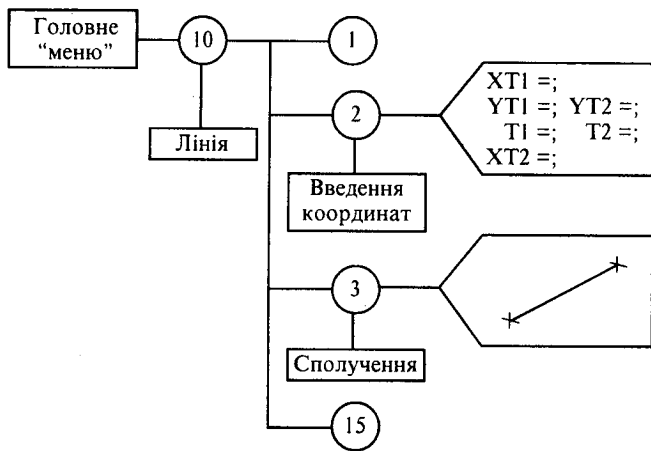 Головне
“меню”
10
1
Лінія
2
XT1 =;
YT1 =; YT2 =;
T1 =; T2 =;
XT2 =;
Введення
координат
3
Сполучення
15